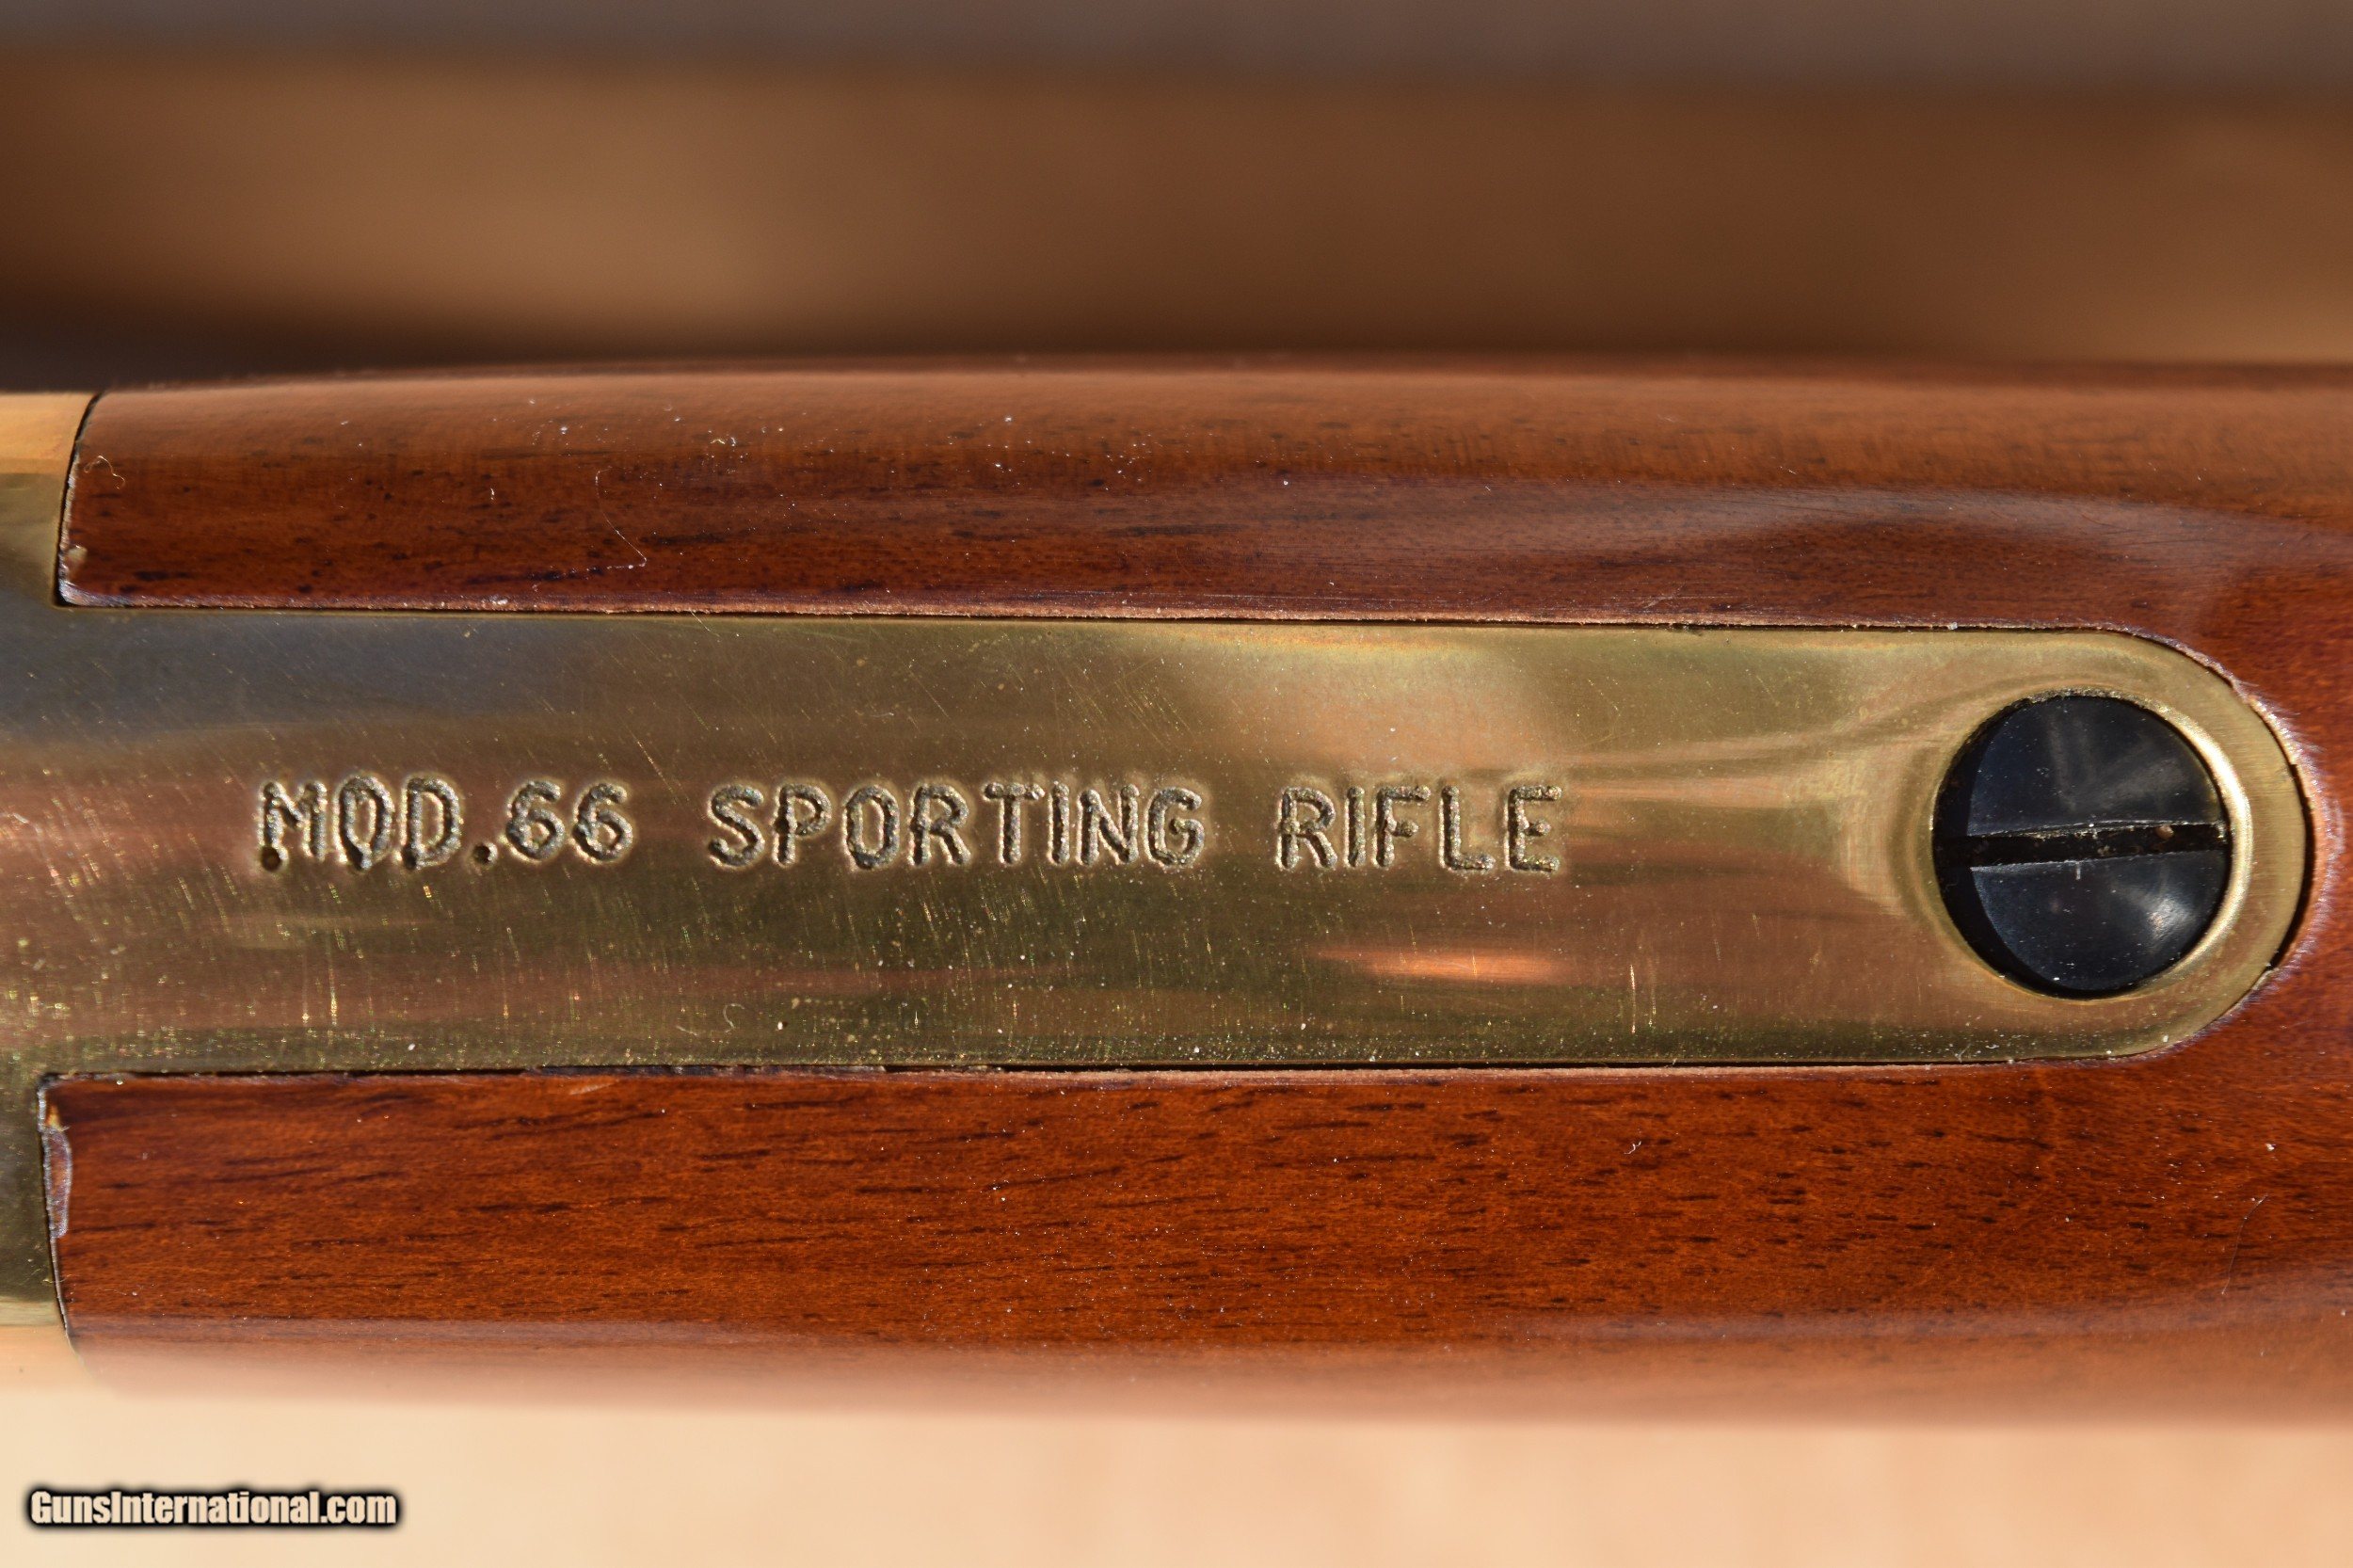 MOD.66 SPORTING RIFLE
GunsInternational.com